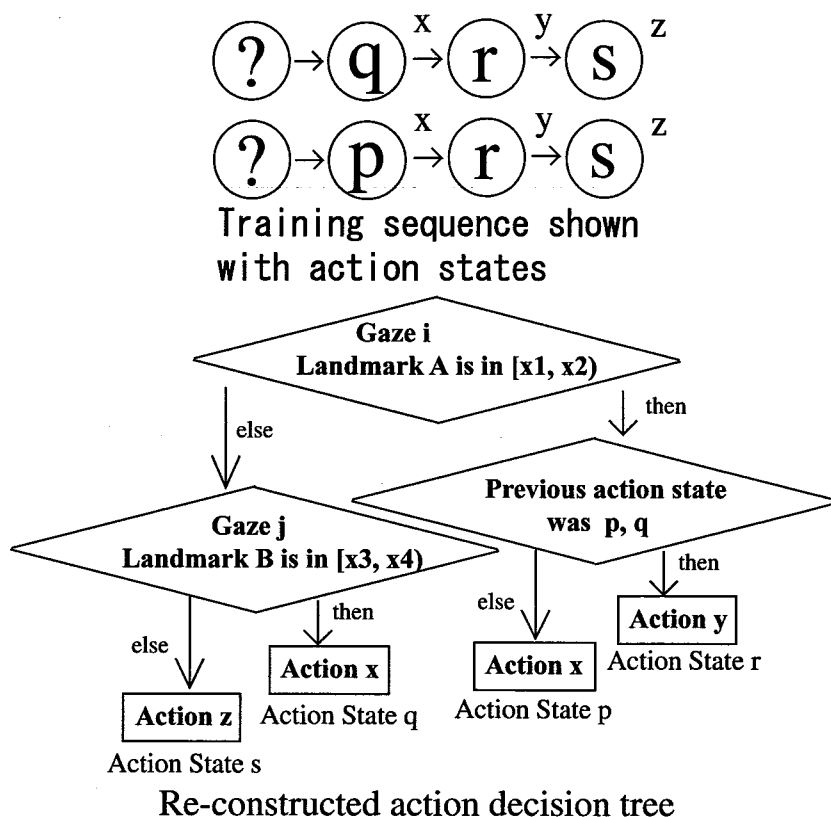 x y z
? → q → r → s
x y z
? → p → r → s
Training sequence shown
with action states
Gaze i
Landmark A is in [x1, x2)
else
then
Previous action state
was p, q
Gaze j
Landmark B is in [x3, x4)
else
then
else
then
Action z
Action State s
Action x
Action State q
Action x
Action State p
Action y
Action State r
Re-constructed action decision tree